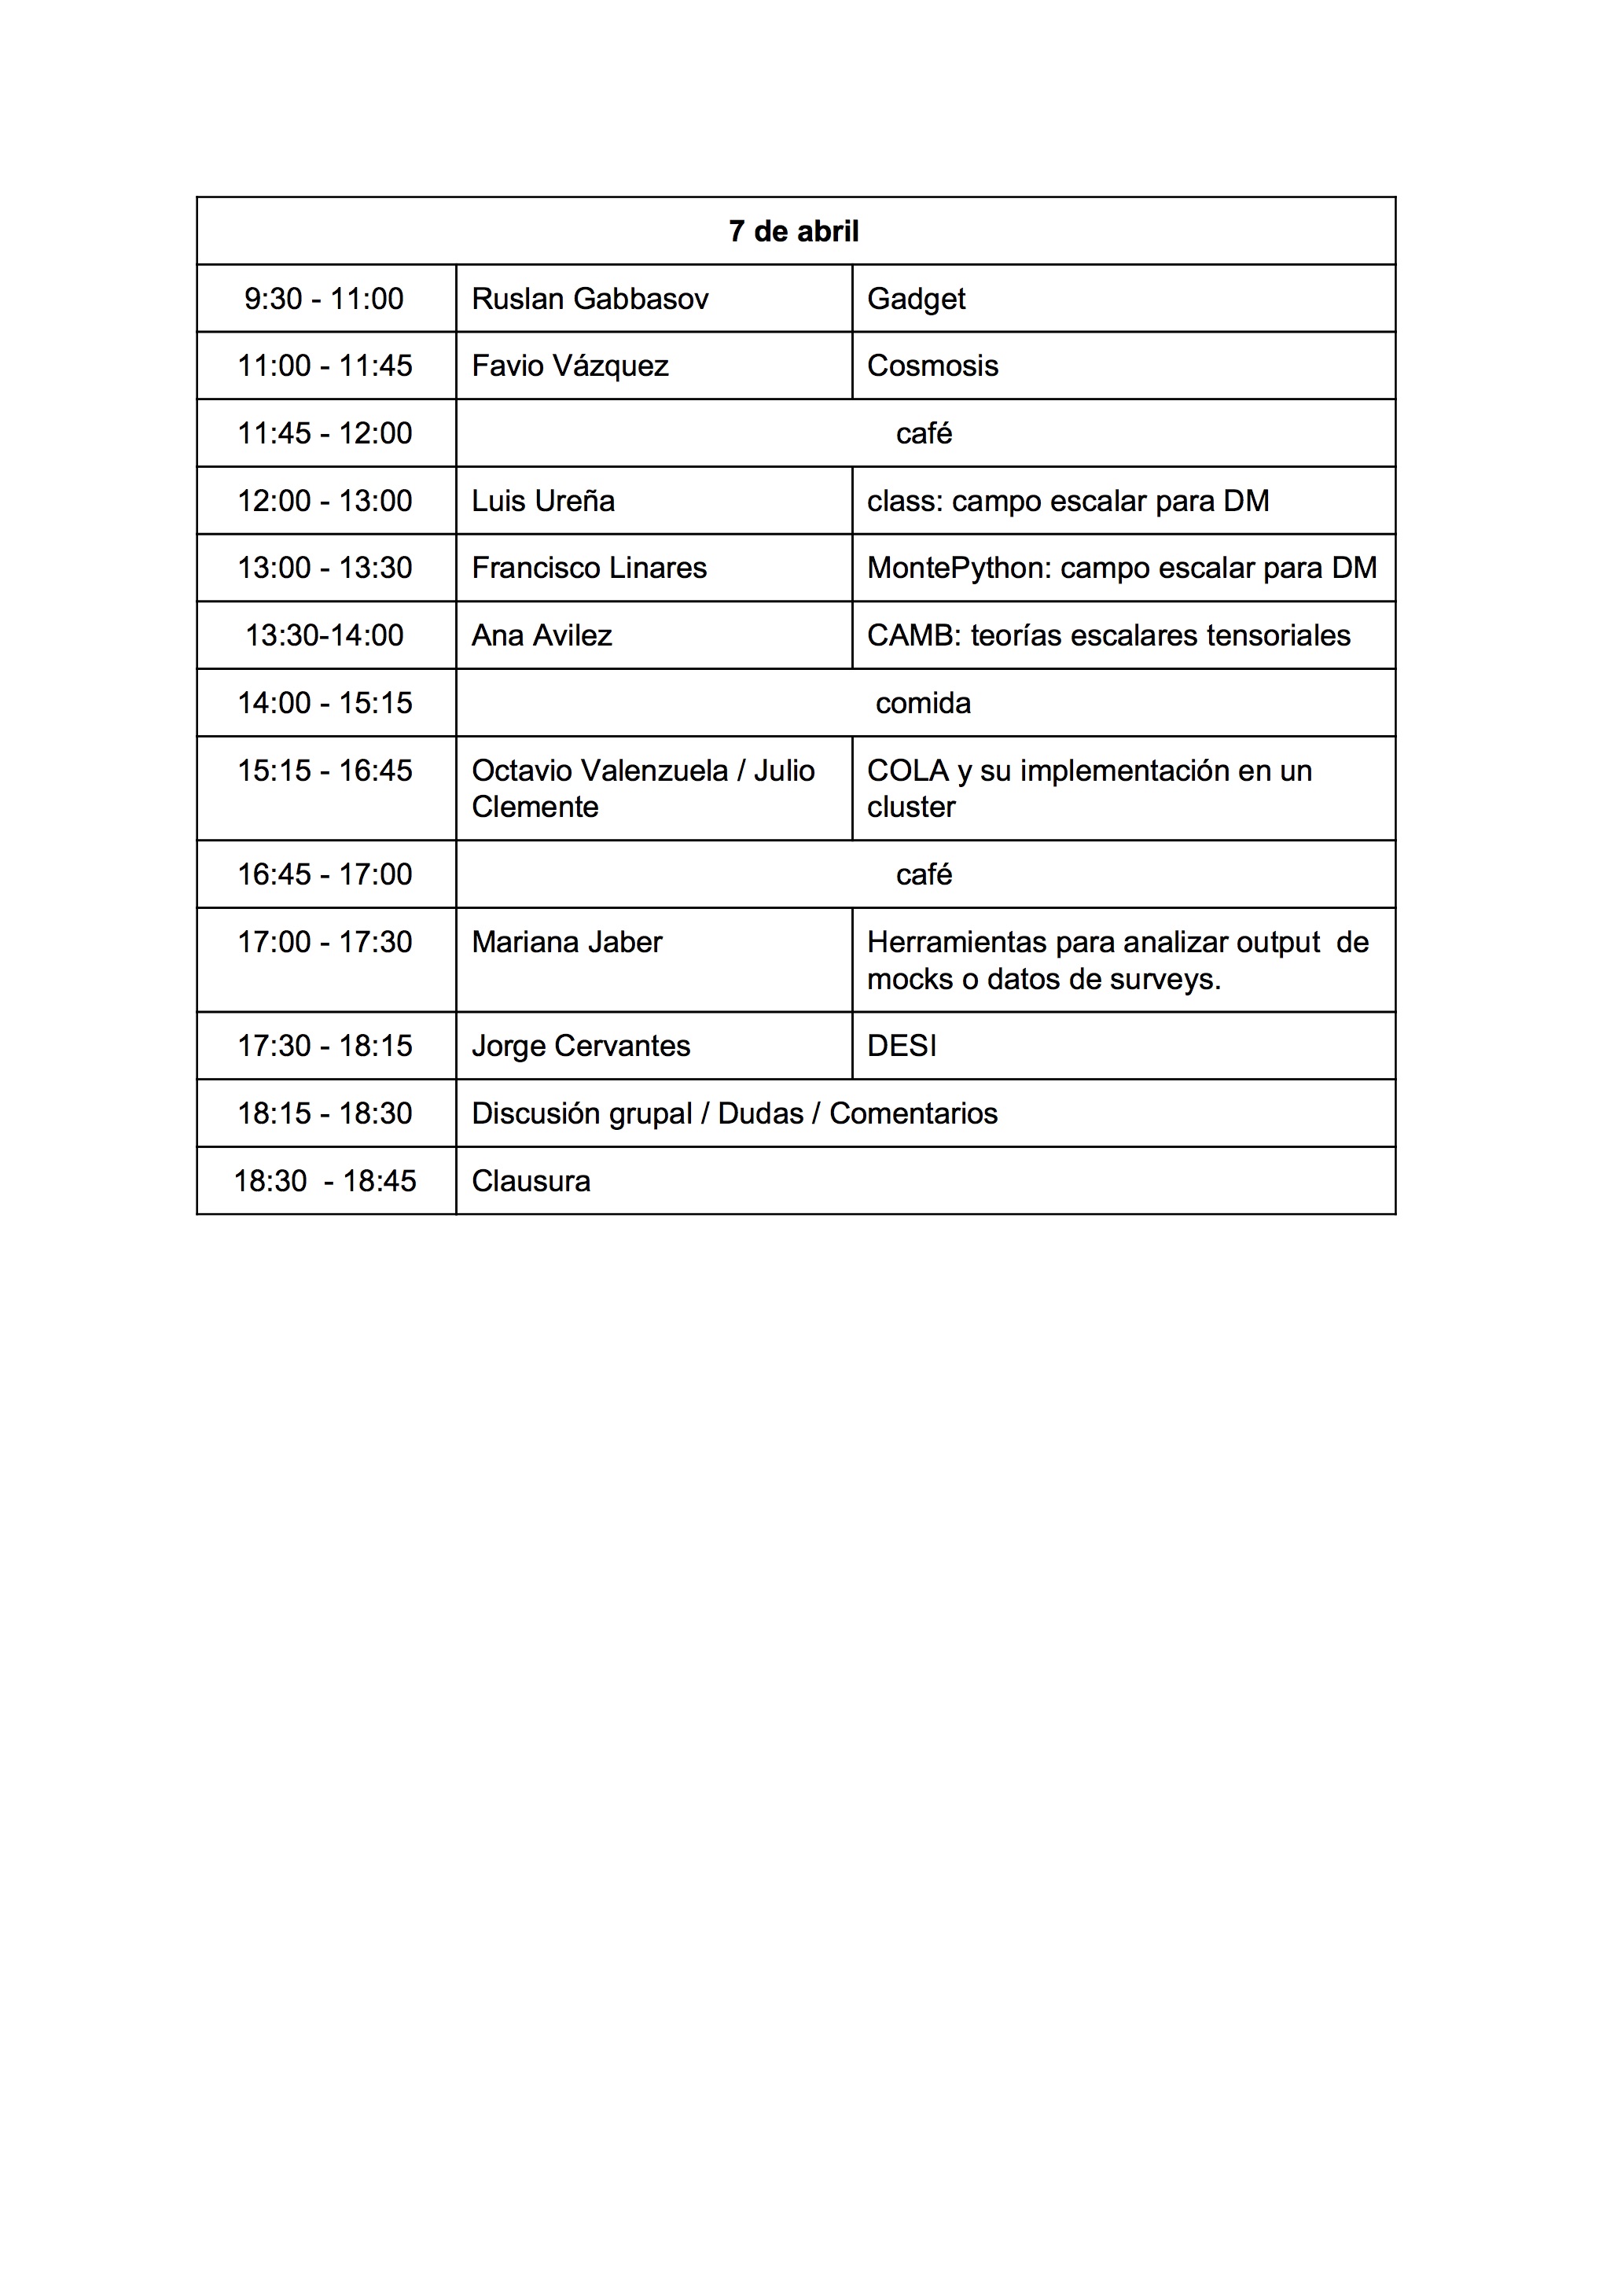 7 de abril
9:30 - 11:00 Ruslan Gabbasov Gadget
11:00 - 11:45 Favio Vázquez Cosmosis
11:45 - 12:00 café
12:00 - 13:00 Luis Ureña class: campo escalar para DM
13:00 - 13:30 Francisco Linares MontePython: campo escalar para DM
13:30-14:00 Ana Avilez CAMB: teorías escalares tensoriales
14:00 - 15:15 comida
15:15 - 16:45 Octavio Valenzuela / Julio COLA y su implementación en un
Clemente cluster
16:45 - 17:00 café
17:00 - 17:30 Mariana Jaber Herramientas para analizar output  de
mocks o datos de surveys.
17:30 - 18:15 Jorge Cervantes DESI
18:15 - 18:30 Discusión grupal / Dudas / Comentarios
18:30  - 18:45 Clausura